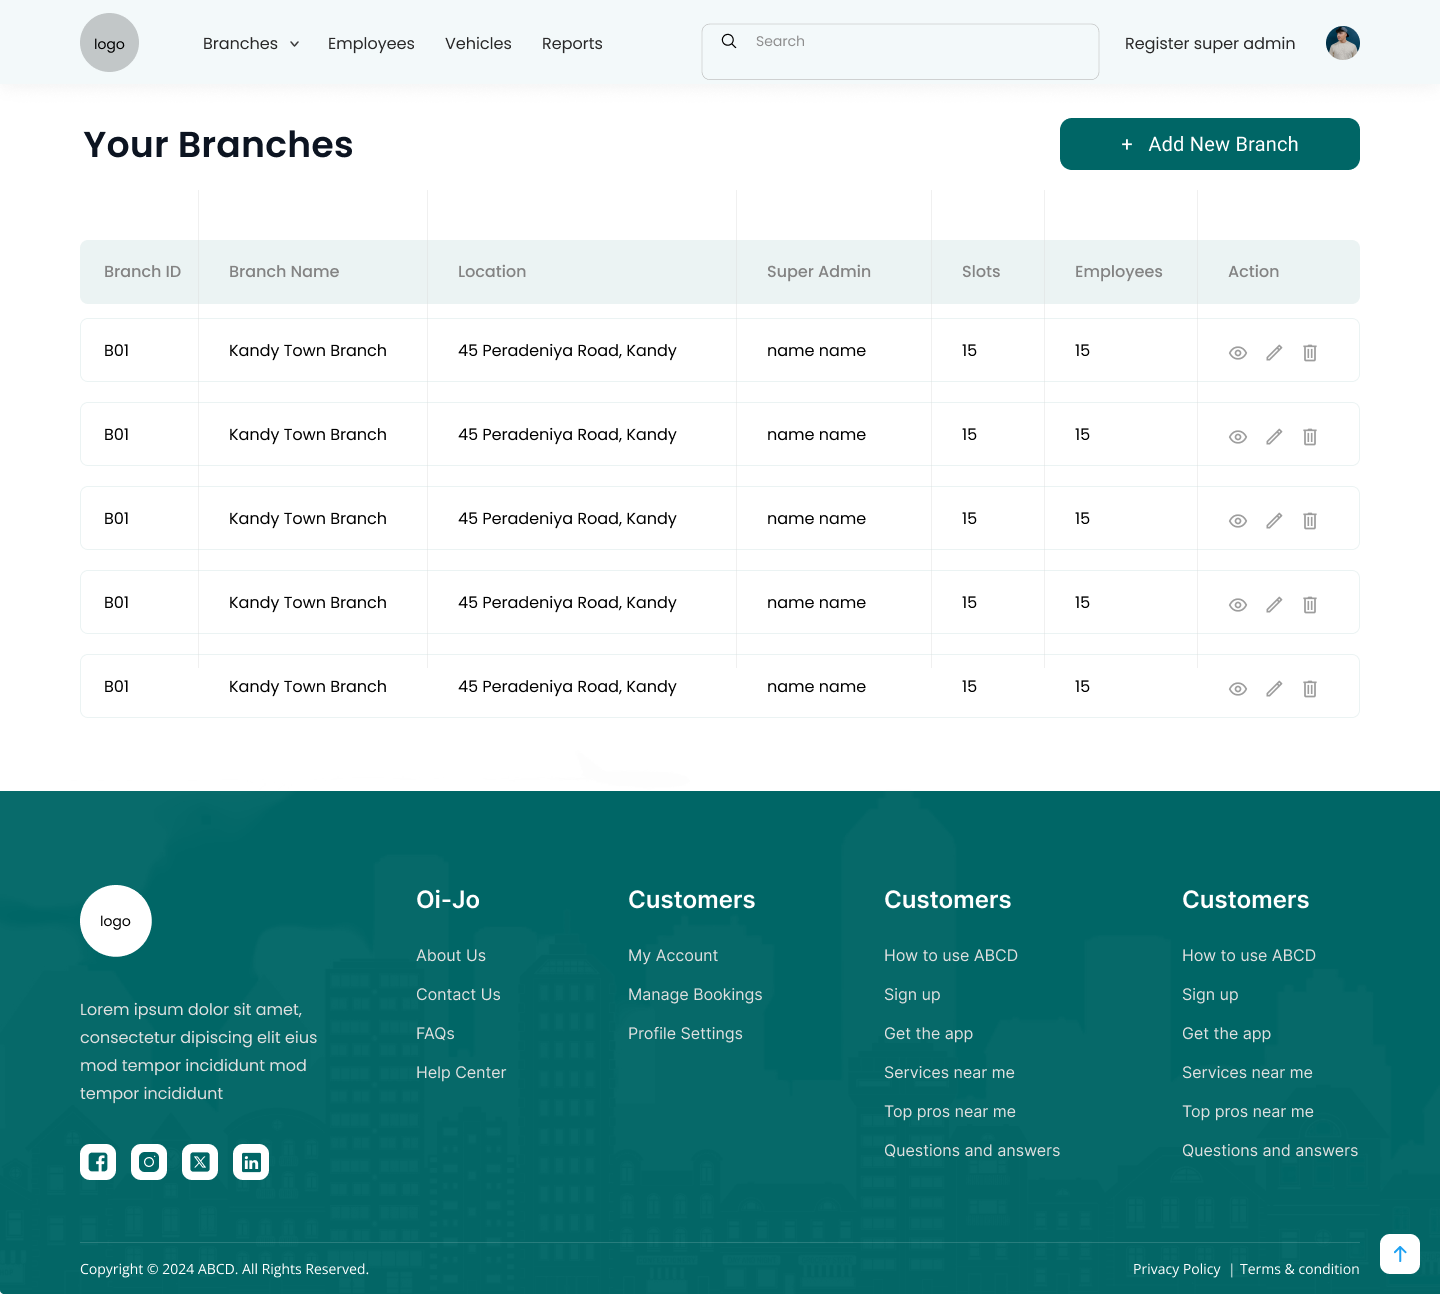 logo
Branches
Employees
Vehicles
Reports
Search
Register super admin
Your Branches
+ Add New Branch
Branch ID Branch Name Location Super Admin Slots Employees Action
B01 Kandy Town Branch 45 Peradeniya Road, Kandy name name 15 15
B01 Kandy Town Branch 45 Peradeniya Road, Kandy name name 15 15
B01 Kandy Town Branch 45 Peradeniya Road, Kandy name name 15 15
B01 Kandy Town Branch 45 Peradeniya Road, Kandy name name 15 15
B01 Kandy Town Branch 45 Peradeniya Road, Kandy name name 15 15
logo
Lorem ipsum dolor sit amet,
consectetur dipiscing elit eius
mod tempor incididunt mod
tempor incididunt
Oi-Jo
About Us
Contact Us
FAQs
Help Center
Customers
My Account
Manage Bookings
Profile Settings
Customers
How to use ABCD
Sign up
Get the app
Services near me
Top pros near me
Questions and answers
Customers
How to use ABCD
Sign up
Get the app
Services near me
Top pros near me
Questions and answers
Copyright © 2024 ABCD. All Rights Reserved.
Privacy Policy | Terms & condition